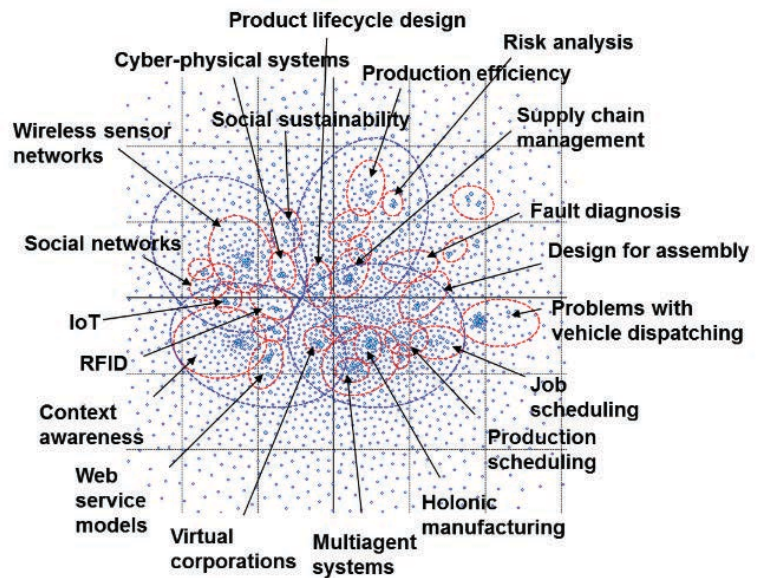 Product lifecycle design
Risk analysis
Cyber-physical systems
Production efficiency
Social sustainability
Supply chain
management
Wireless sensor
networks
Fault diagnosis
Social networks
Design for assembly
IoT
Problems with
vehicle dispatching
RFID
Job
scheduling
Context
awareness
Production
scheduling
Web
service
models
Holonic
manufacturing
Virtual
corporations
Multiagent
systems